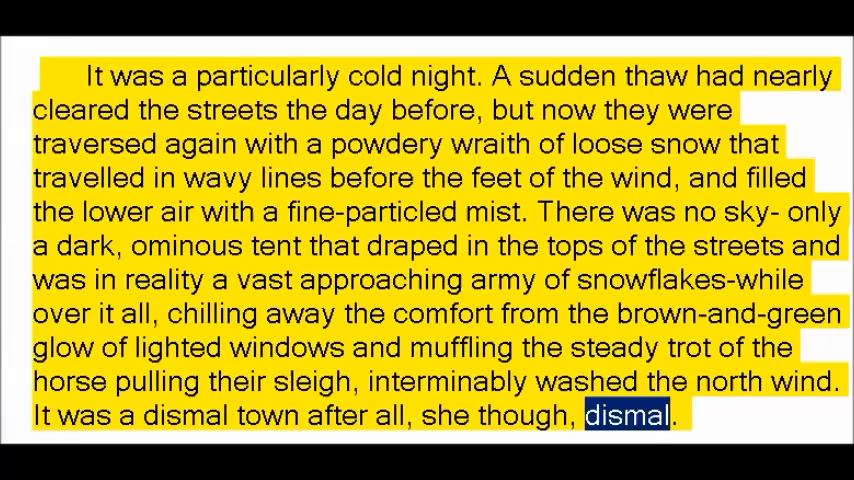 It was a particularly cold night. A sudden thaw had nearly
cleared the streets the day before, but now they were
traversed again with a powdery wraith of loose snow that
travelled in wavy lines before the feet of the wind, and filled
the lower air with a fine-particled mist. There was no sky- only
a dark, ominous tent that draped in the tops of the streets and
was in reality a vast approaching army of snowflakes-while
over it all, chilling away the comfort from the brown-and-green
glow of lighted windows and muffling the steady trot of the
horse pulling their sleigh, interminably washed the north wind.
It was a dismal town after all, she though, dismal.